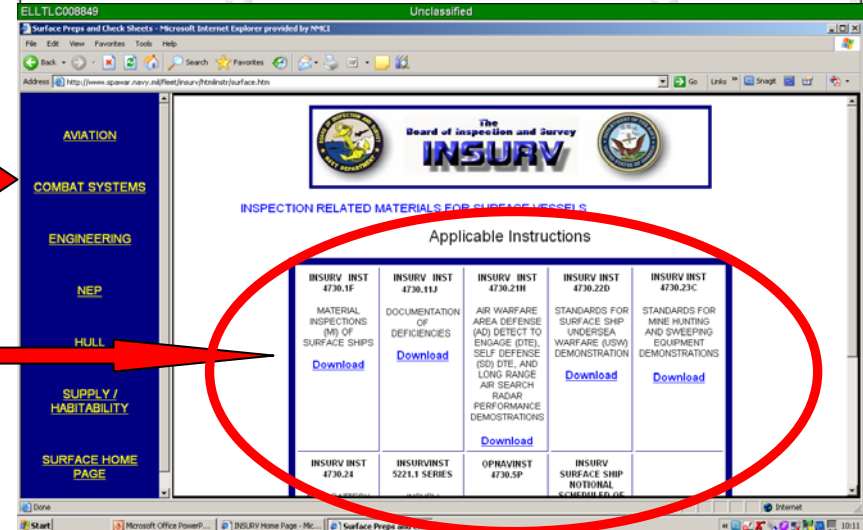 ELLTLC008849
Unclassified
Surface Preps and Check Sheets - Microsoft Internet Explorer provided by NMCI
File Edit View Favorites Tools Help
Back
Search
Favorites
Address
http://www.spawar.navy.mil/fleet/insurv/htmlinstr/surface.htm
Go
Links
SnagIt
AVIATION
COMBAT SYSTEMS
ENGINEERING
NEP
HULL
SUPPLY /
HABITABILITY
SURFACE HOME
PAGE
The
Board of Inspection and Survey
INSURV
INSPECTION RELATED MATERIALS FOR SURFACE VESSELS
Applicable Instructions
INSURV INST
4730.1F
MATERIAL
INSPECTIONS
(MI) OF
SURFACE SHIPS
Download
INSURV INST
4730.11J
DOCUMENTATION
OF
DEFICIENCIES
Download
INSURV INST
4730.21H
AIR WARFARE
AREA DEFENSE
(AD) DETECT TO
ENGAGE (DTE),
SELF DEFENSE
(SD) DTE, AND
LONG RANGE
AIR SEARCH
RADAR
PERFORMANCE
DEMOSTRATIONS
Download
INSURV INST
4730.22D
STANDARDS FOR
SURFACE SHIP
UNDERSEA
WARFARE (USW)
DEMONSTRATION
Download
INSURV INST
4730.23C
STANDARDS FOR
MINE HUNTING
AND SWEEPING
EQUIPMENT
DEMONSTRATIONS
Download
INSURV INST
4730.24
INSURVINST
5221.1 SERIES
OPNAVINST
4730.5P
INSURV
SURFACE SHIP
NOTIONAL
SCHEDULED OF
Done
Internet
Start
Microsoft Office PowerP...
INSURV Home Page - Mic...
Surface Preps and
10:15